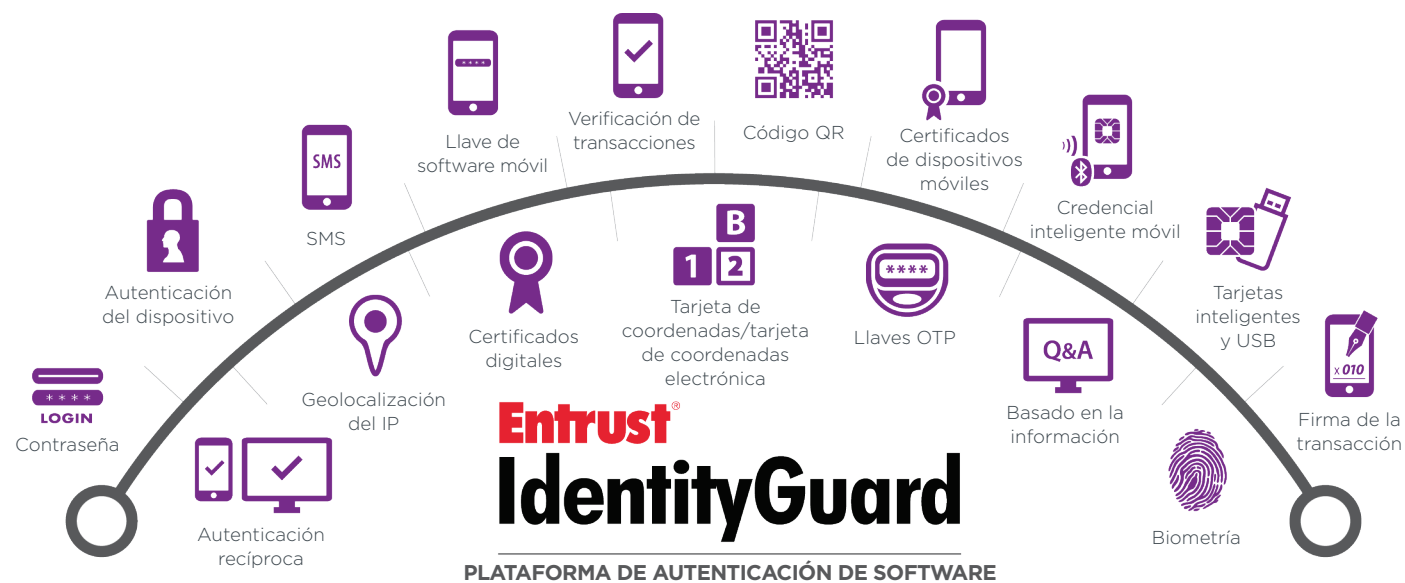 LOGIN
Contraseña
Autenticación
del dispositivo
SMS
SMS
Llave de
software móvil
Verificación de
transacciones
Código QR
Certificados
de dispositivos
móviles
Credencial
inteligente móvil
Tarjetas
inteligentes
y USB
x 010
Firma de la
transacción
Autenticación
recíproca
Geolocalización
del IP
Certificados
digitales
B
1 2
Tarjeta de
coordenadas/tarjeta
de coordenadas
electrónica
****
Llaves OTP
Q&A
Basado en la
información
Biometría
Entrust®
IdentityGuard
PLATAFORMA DE AUTENTICACIÓN DE SOFTWARE